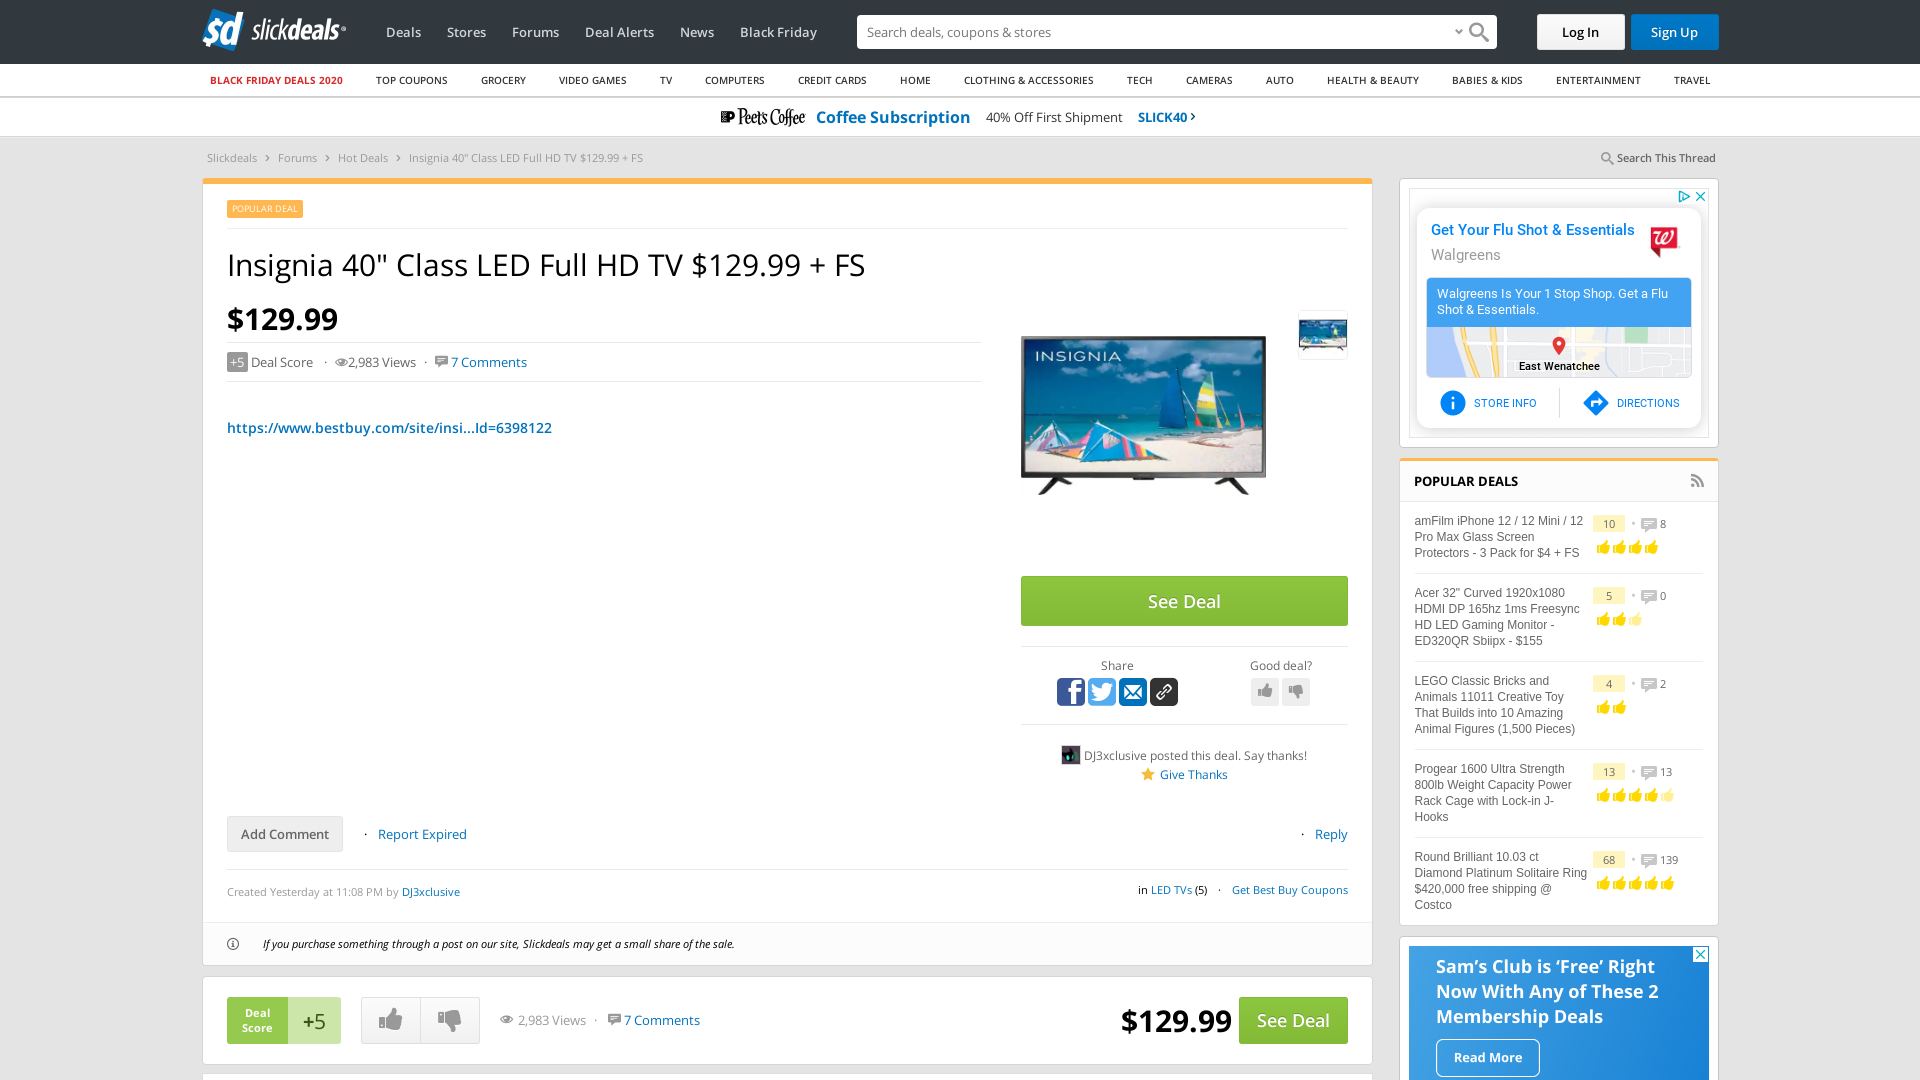 sd slickdeals
Deals Stores Forums Deal Alerts News Black Friday Search deals, coupons & stores Log In Sign Up
BLACK FRIDAY DEALS 2020 TOP COUPONS GROCERY VIDEO GAMES TV COMPUTERS CREDIT CARDS HOME CLOTHING & ACCESSORIES TECH CAMERAS AUTO HEALTH & BEAUTY BABIES & KIDS ENTERTAINMENT TRAVEL
Peet's Coffee Coffee Subscription 40% Off First Shipment SLICK40
Slickdeals Forums Hot Deals Insignia 40" Class LED Full HD TV $129.99 + FS Search This Thread
POPULAR DEAL
Insignia 40" Class LED Full HD TV $129.99 + FS
$129.99
+5 Deal Score · 2,983 Views · 7 Comments
https://www.bestbuy.com/site/insi...Id=6398122
INSIGNIA
See Deal
Share Good deal?
DJ3xclusive posted this deal. Say thanks!
Give Thanks
Add Comment · Report Expired · Reply
Created Yesterday at 11:08 PM by DJ3xclusive in LED TVs (5) · Get Best Buy Coupons
If you purchase something through a post on our site, Slickdeals may get a small share of the sale.
Deal
Score
+5
2,983 Views · 7 Comments $129.99 See Deal
Get Your Flu Shot & Essentials
Walgreens
Walgreens Is Your 1 Stop Shop. Get a Flu
Shot & Essentials.
East Wenatchee
STORE INFO DIRECTIONS
POPULAR DEALS
amFilm iPhone 12 / 12 Mini / 12
Pro Max Glass Screen
Protectors - 3 Pack for $4 + FS
10 • 8
Acer 32" Curved 1920x1080
HDMI DP 165hz 1ms Freesync
HD LED Gaming Monitor -
ED320QR Sbiipx - $155
5 • 0
LEGO Classic Bricks and
Animals 11011 Creative Toy
That Builds into 10 Amazing
Animal Figures (1,500 Pieces)
4 • 2
Progear 1600 Ultra Strength
800lb Weight Capacity Power
Rack Cage with Lock-in J-
Hooks
13 • 13
Round Brilliant 10.03 ct
Diamond Platinum Solitaire Ring
$420,000 free shipping @
Costco
68 • 139
Sam's Club is 'Free' Right
Now With Any of These 2
Membership Deals
Read More